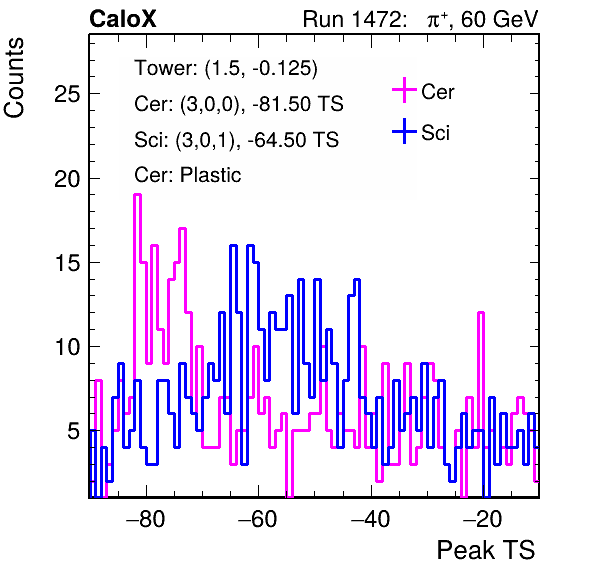 CaloX Run 1472: π⁺, 60 GeV
Counts
Tower: (1.5, -0.125)
Cer: (3,0,0), -81.50 TS
Sci: (3,0,1), -64.50 TS
Cer: Plastic
Cer
Sci
25
20
15
10
5
−80 −60 −40 −20
Peak TS